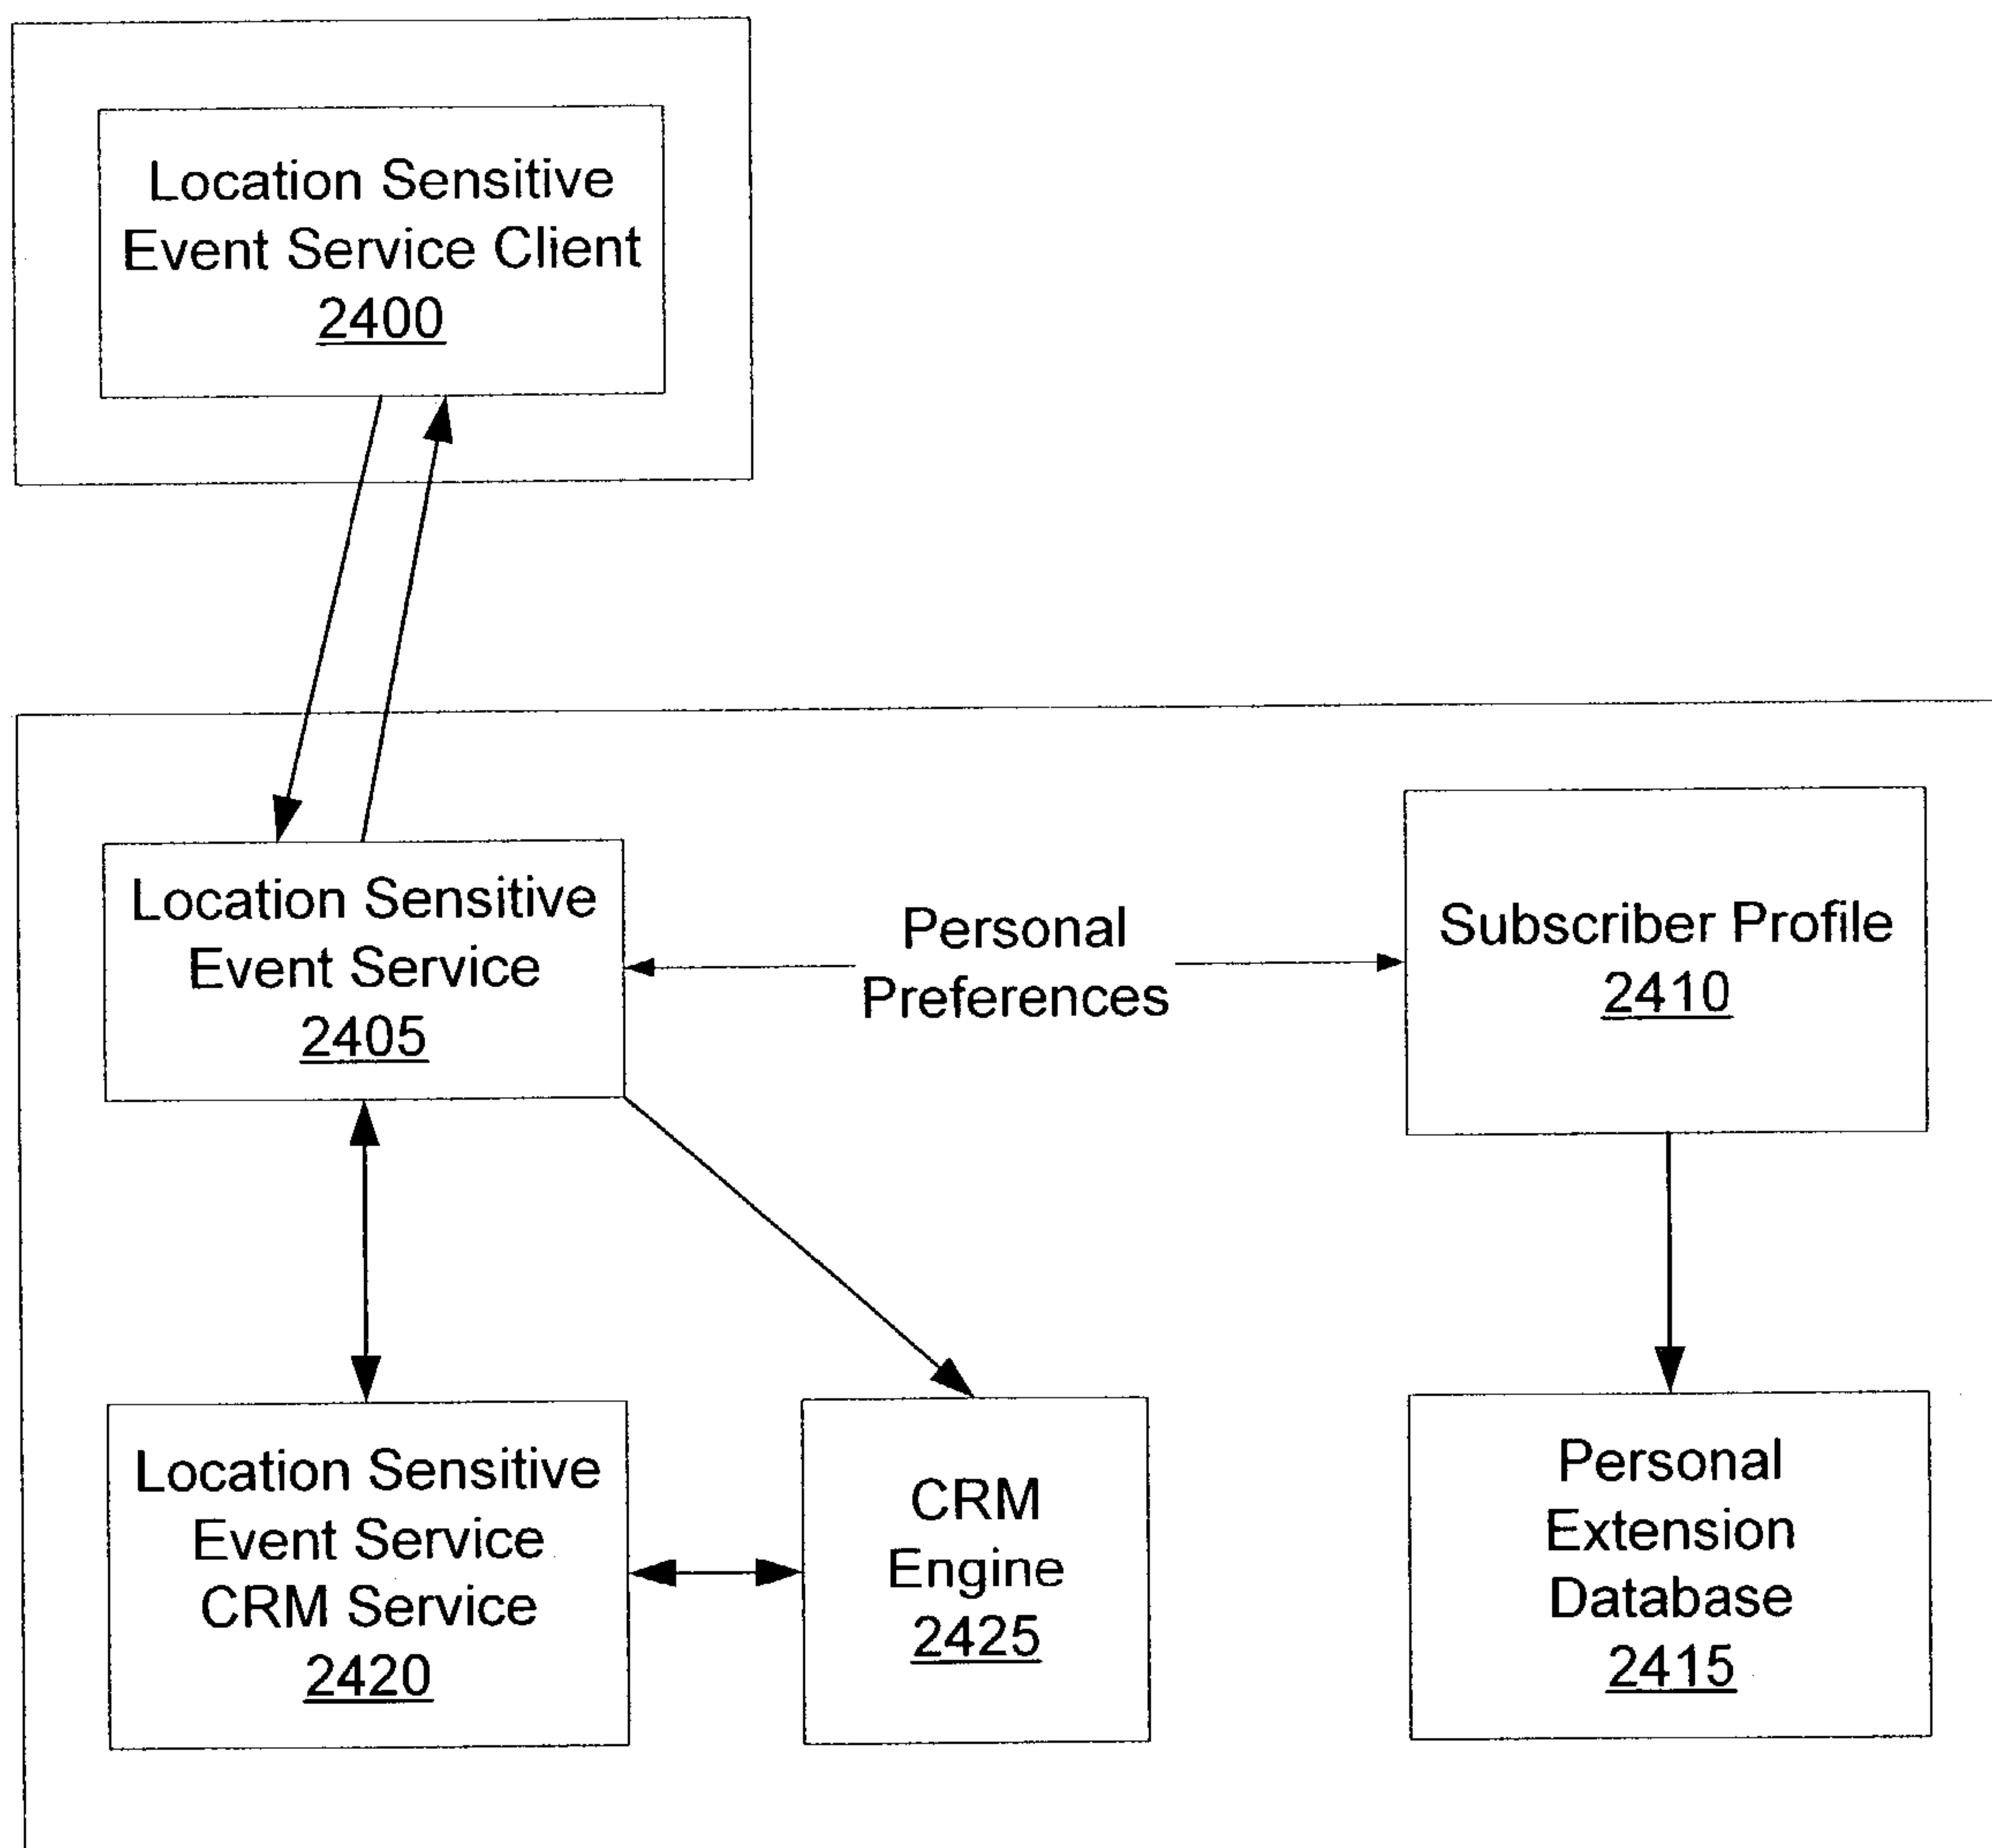 Location Sensitive
Event Service Client
2400
Location Sensitive
Event Service
2405
Personal
Preferences
Subscriber Profile
2410
Location Sensitive
Event Service
CRM Service
2420
CRM
Engine
2425
Personal
Extension
Database
2415